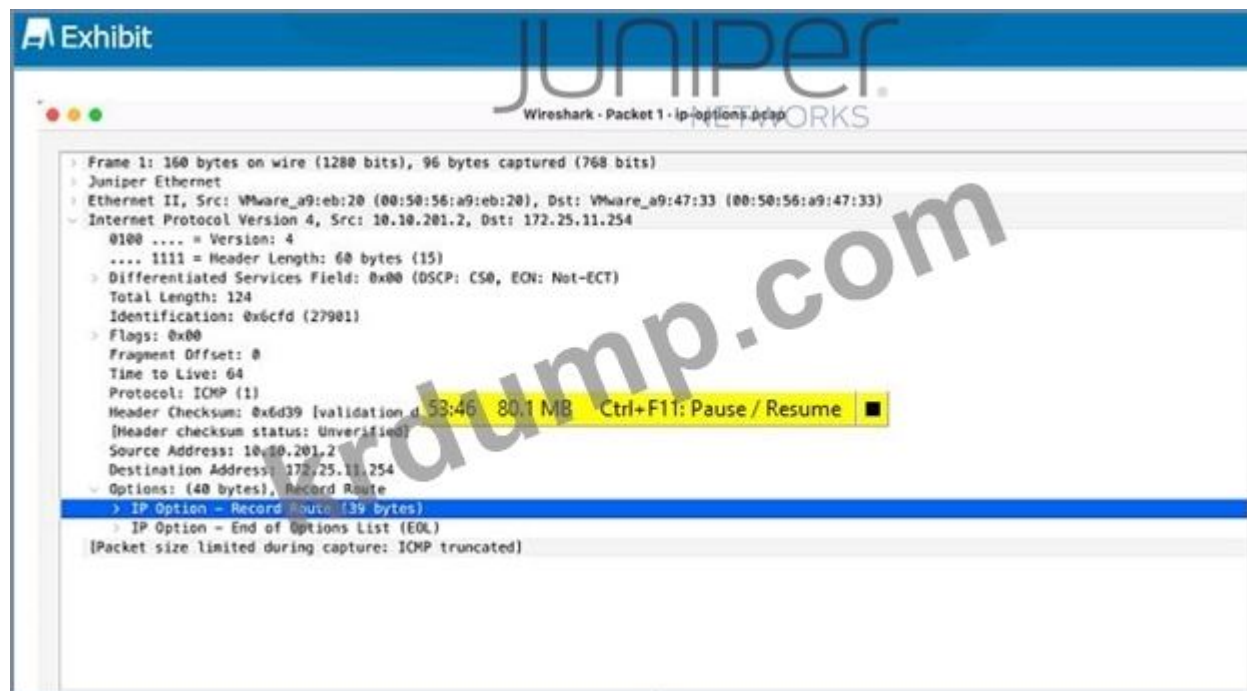 Exhibit
JUNIPEr
NETWORKS
Wireshark - Packet 1 - ip-options.pcap
Frame 1: 160 bytes on wire (1280 bits), 96 bytes captured (768 bits)
Juniper Ethernet
Ethernet II, Src: VMware_a9:eb:20 (00:50:56:a9:eb:20), Dst: VMware_a9:47:33 (00:50:56:a9:47:33)
Internet Protocol Version 4, Src: 10.10.201.2, Dst: 172.25.11.254
0100 .... = Version: 4
.... 1111 = Header Length: 60 bytes (15)
Differentiated Services Field: 0x00 (DSCP: CS0, ECN: Not-ECT)
Total Length: 124
Identification: 0x6cfd (27901)
Flags: 0x00
Fragment Offset: 0
Time to Live: 64
Protocol: ICMP (1)
Header Checksum: 0x6d39 [validation d
53:46 80.1 MB Ctrl+F11: Pause / Resume
[Header checksum status: Unverified]
Source Address: 10.10.201.2
Destination Address: 172.25.11.254
Options: (40 bytes), Record Route
IP Option - Record Route (39 bytes)
IP Option - End of Options List (EOL)
[Packet size limited during capture: ICMP truncated]
krdump.com